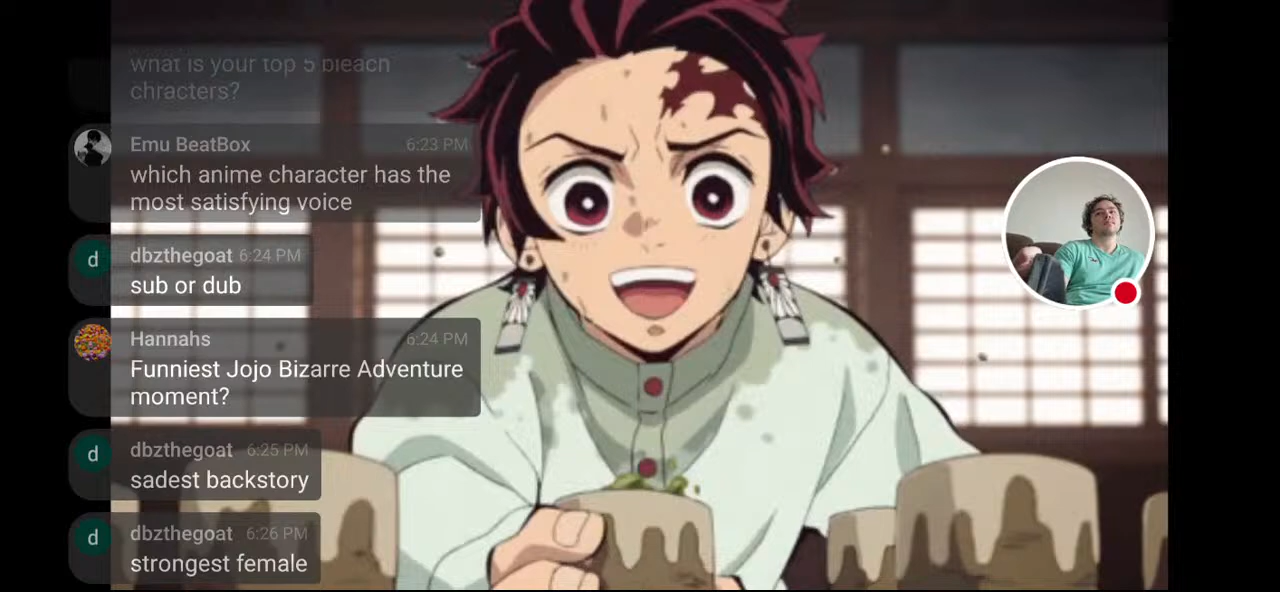 what is your top 5 bleach
chracters?
Emu BeatBox 6:23 PM
which anime character has the
most satisfying voice
d
dbzthegoat 6:24 PM
sub or dub
Hannahs 6:24 PM
Funniest Jojo Bizarre Adventure
moment?
d
dbzthegoat 6:25 PM
sadest backstory
d
dbzthegoat 6:26 PM
strongest female